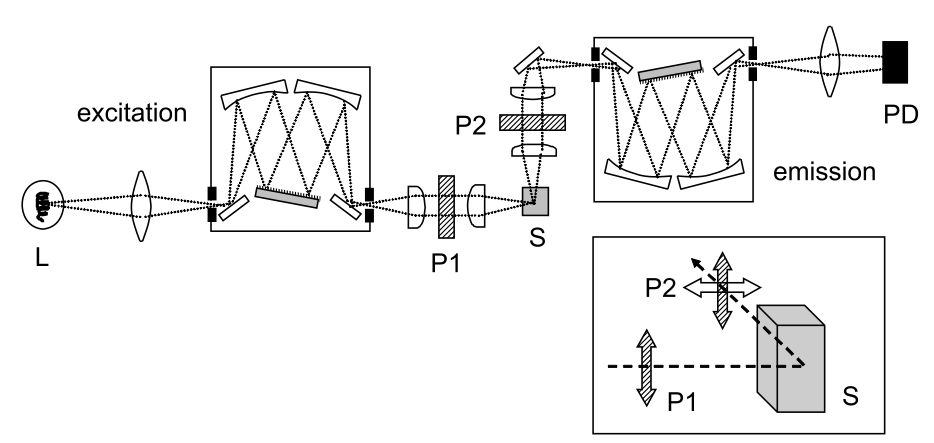 excitation
P2
PD
emission
L
P1
S
P2
P1
S